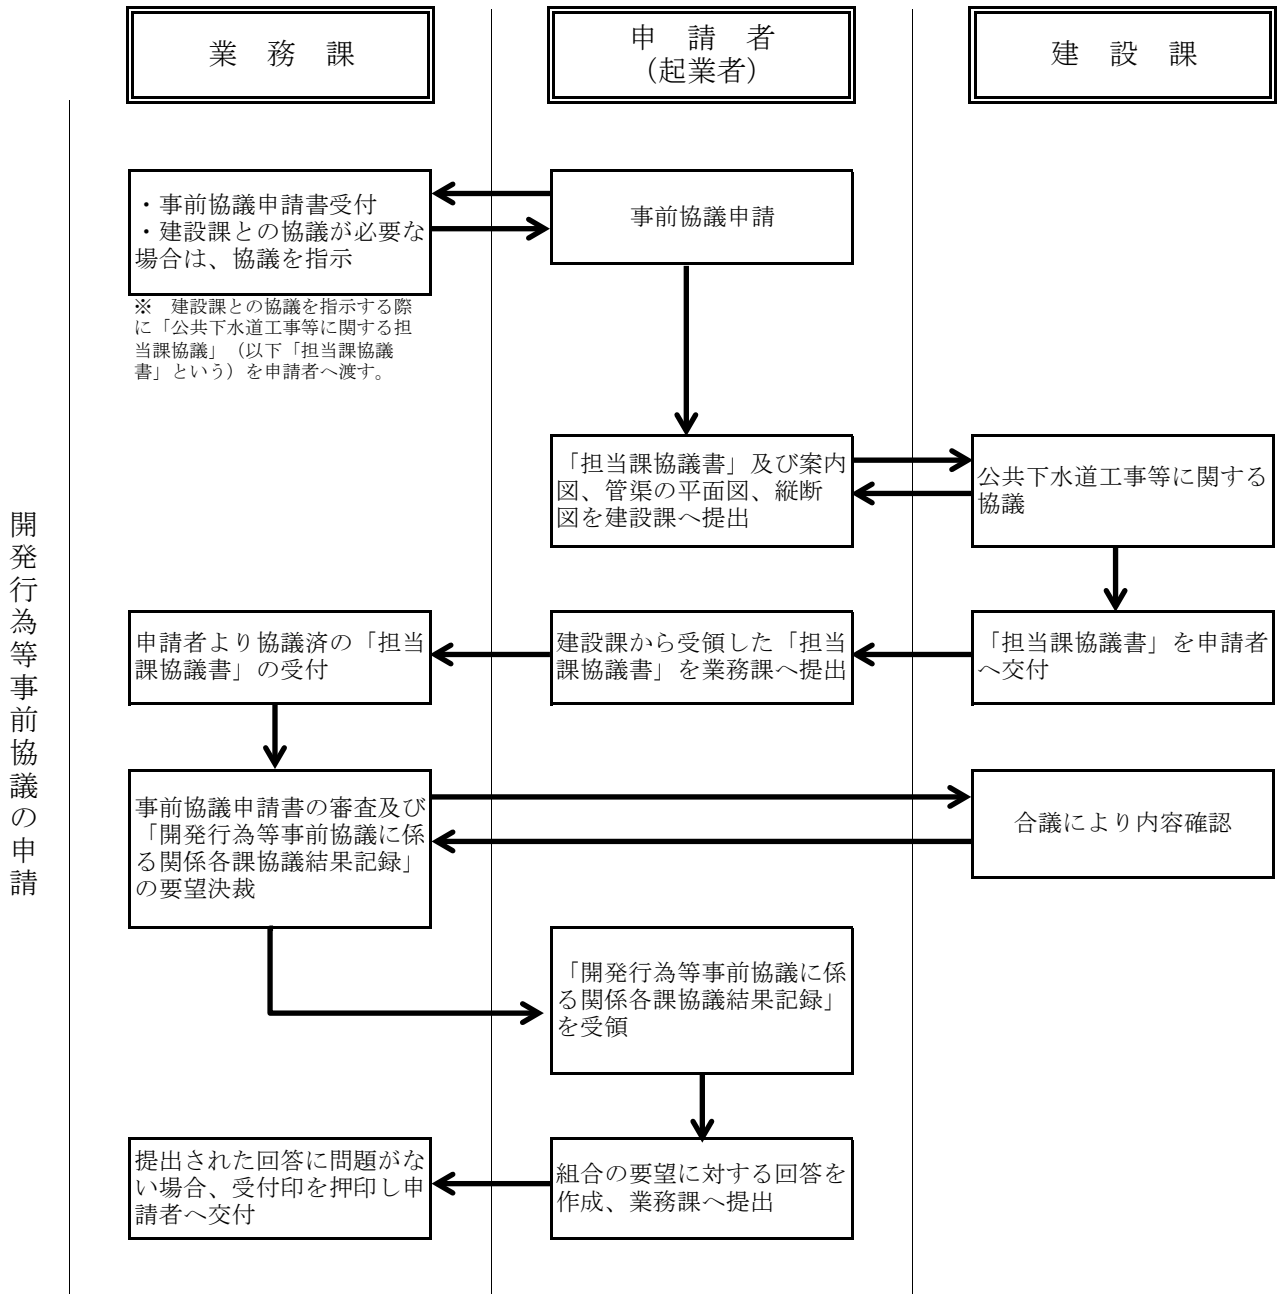 業　務　課
申　請　者
（起業者）
建　設　課
開発行為等事前協議の申請
・事前協議申請書受付
・建設課との協議が必要な
場合は、協議を指示
事前協議申請
※　建設課との協議を指示する際
に「公共下水道工事等に関する担
当課協議」（以下「担当課協議
書」という）を申請者へ渡す。
「担当課協議書」及び案内
図、管渠の平面図、縦断
図を建設課へ提出
公共下水道工事等に関する
協議
申請者より協議済の「担当
課協議書」の受付
建設課から受領した「担当
課協議書」を業務課へ提出
「担当課協議書」を申請者
へ交付
事前協議申請書の審査及び
「開発行為等事前協議に係
る関係各課協議結果記録」
の要望決裁
合議により内容確認
「開発行為等事前協議に係
る関係各課協議結果記録」
を受領
提出された回答に問題がな
い場合、受付印を押印し申
請者へ交付
組合の要望に対する回答を
作成、業務課へ提出